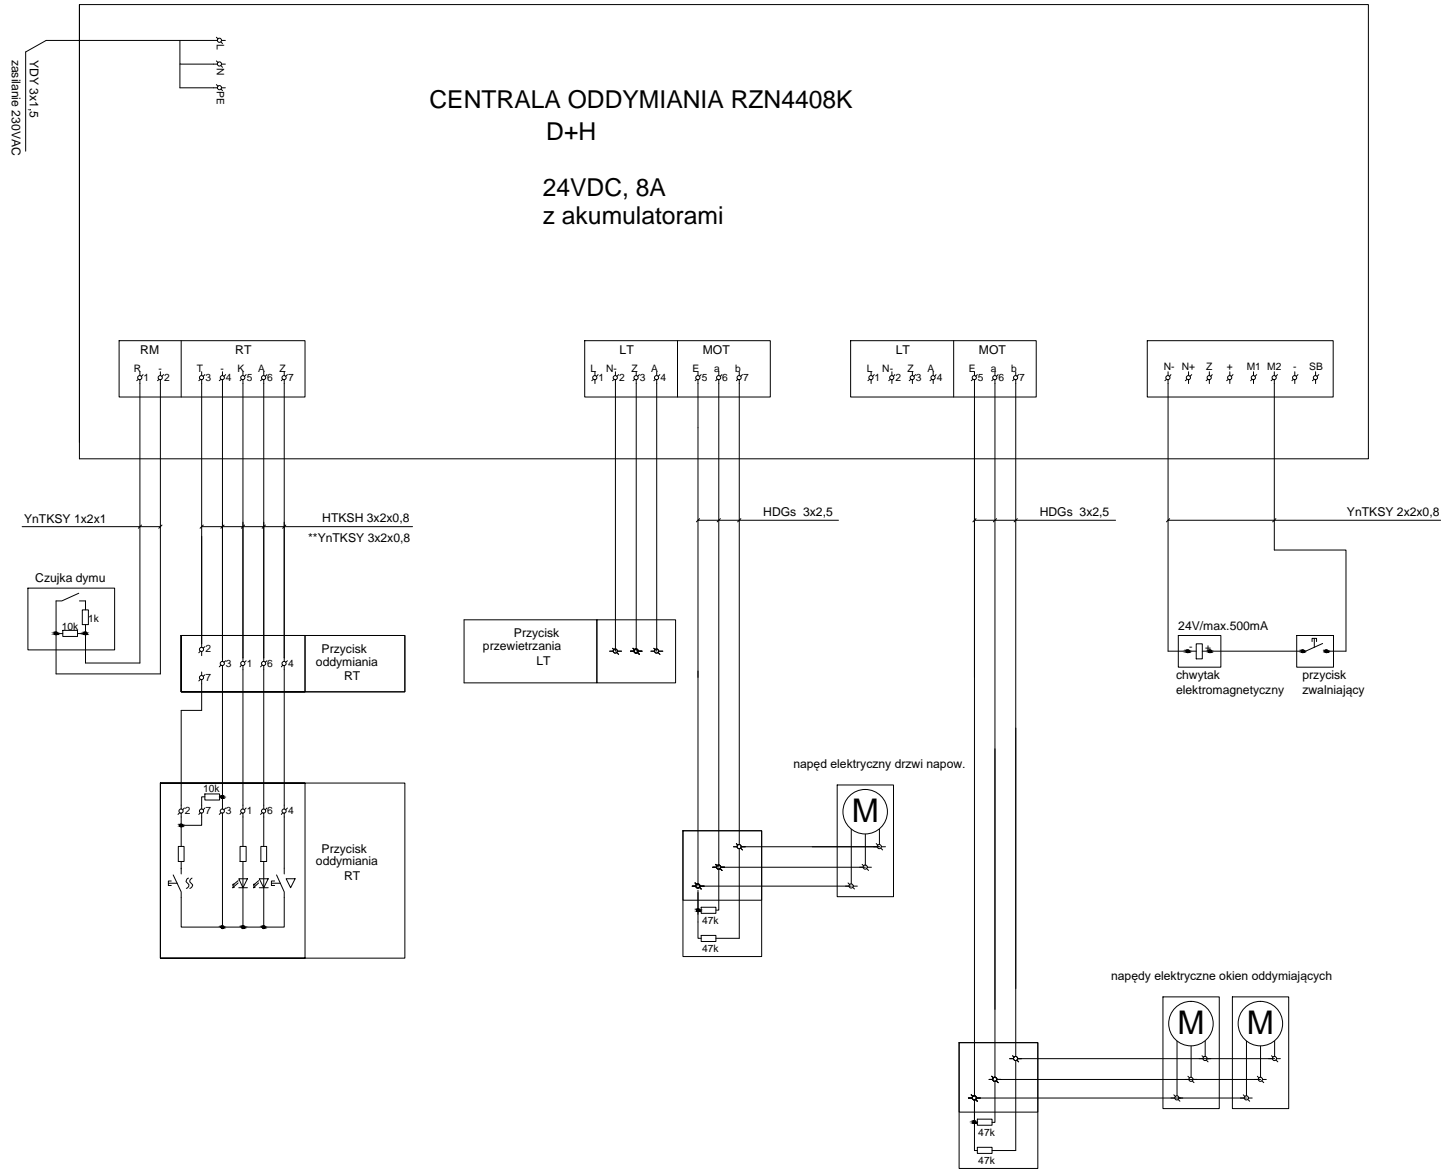 YDY 3x1,5
zasilanie 230VAC
L
N
PE
CENTRALA ODDYMIANIA RZN4408K
D+H
24VDC, 8A
z akumulatorami
RM
RT
R - T - K A Z
1 2 3 4 5 6 7
LT
MOT
L N- Z A E a b
1 2 3 4 5 6 7
LT
MOT
L N- Z A E a b
1 2 3 4 5 6 7
N- N+ Z + M1 M2 - SB
YnTKSY 1x2x1
HTKSH 3x2x0,8
**YnTKSY 3x2x0,8
HDGs 3x2,5
HDGs 3x2,5
YnTKSY 2x2x0,8
Czujka dymu
1k
10k
2
3 1 6 4
7
Przycisk
oddymiania
RT
Przycisk
przewietrzania
LT
24V/max.500mA
- +
chwytak
elektromagnetyczny
przycisk
zwalniający
10k
2 7 3 1 6 4
Przycisk
oddymiania
RT
napęd elektryczny drzwi napow.
M
47k
47k
napędy elektryczne okien oddymiających
M
M
47k
47k